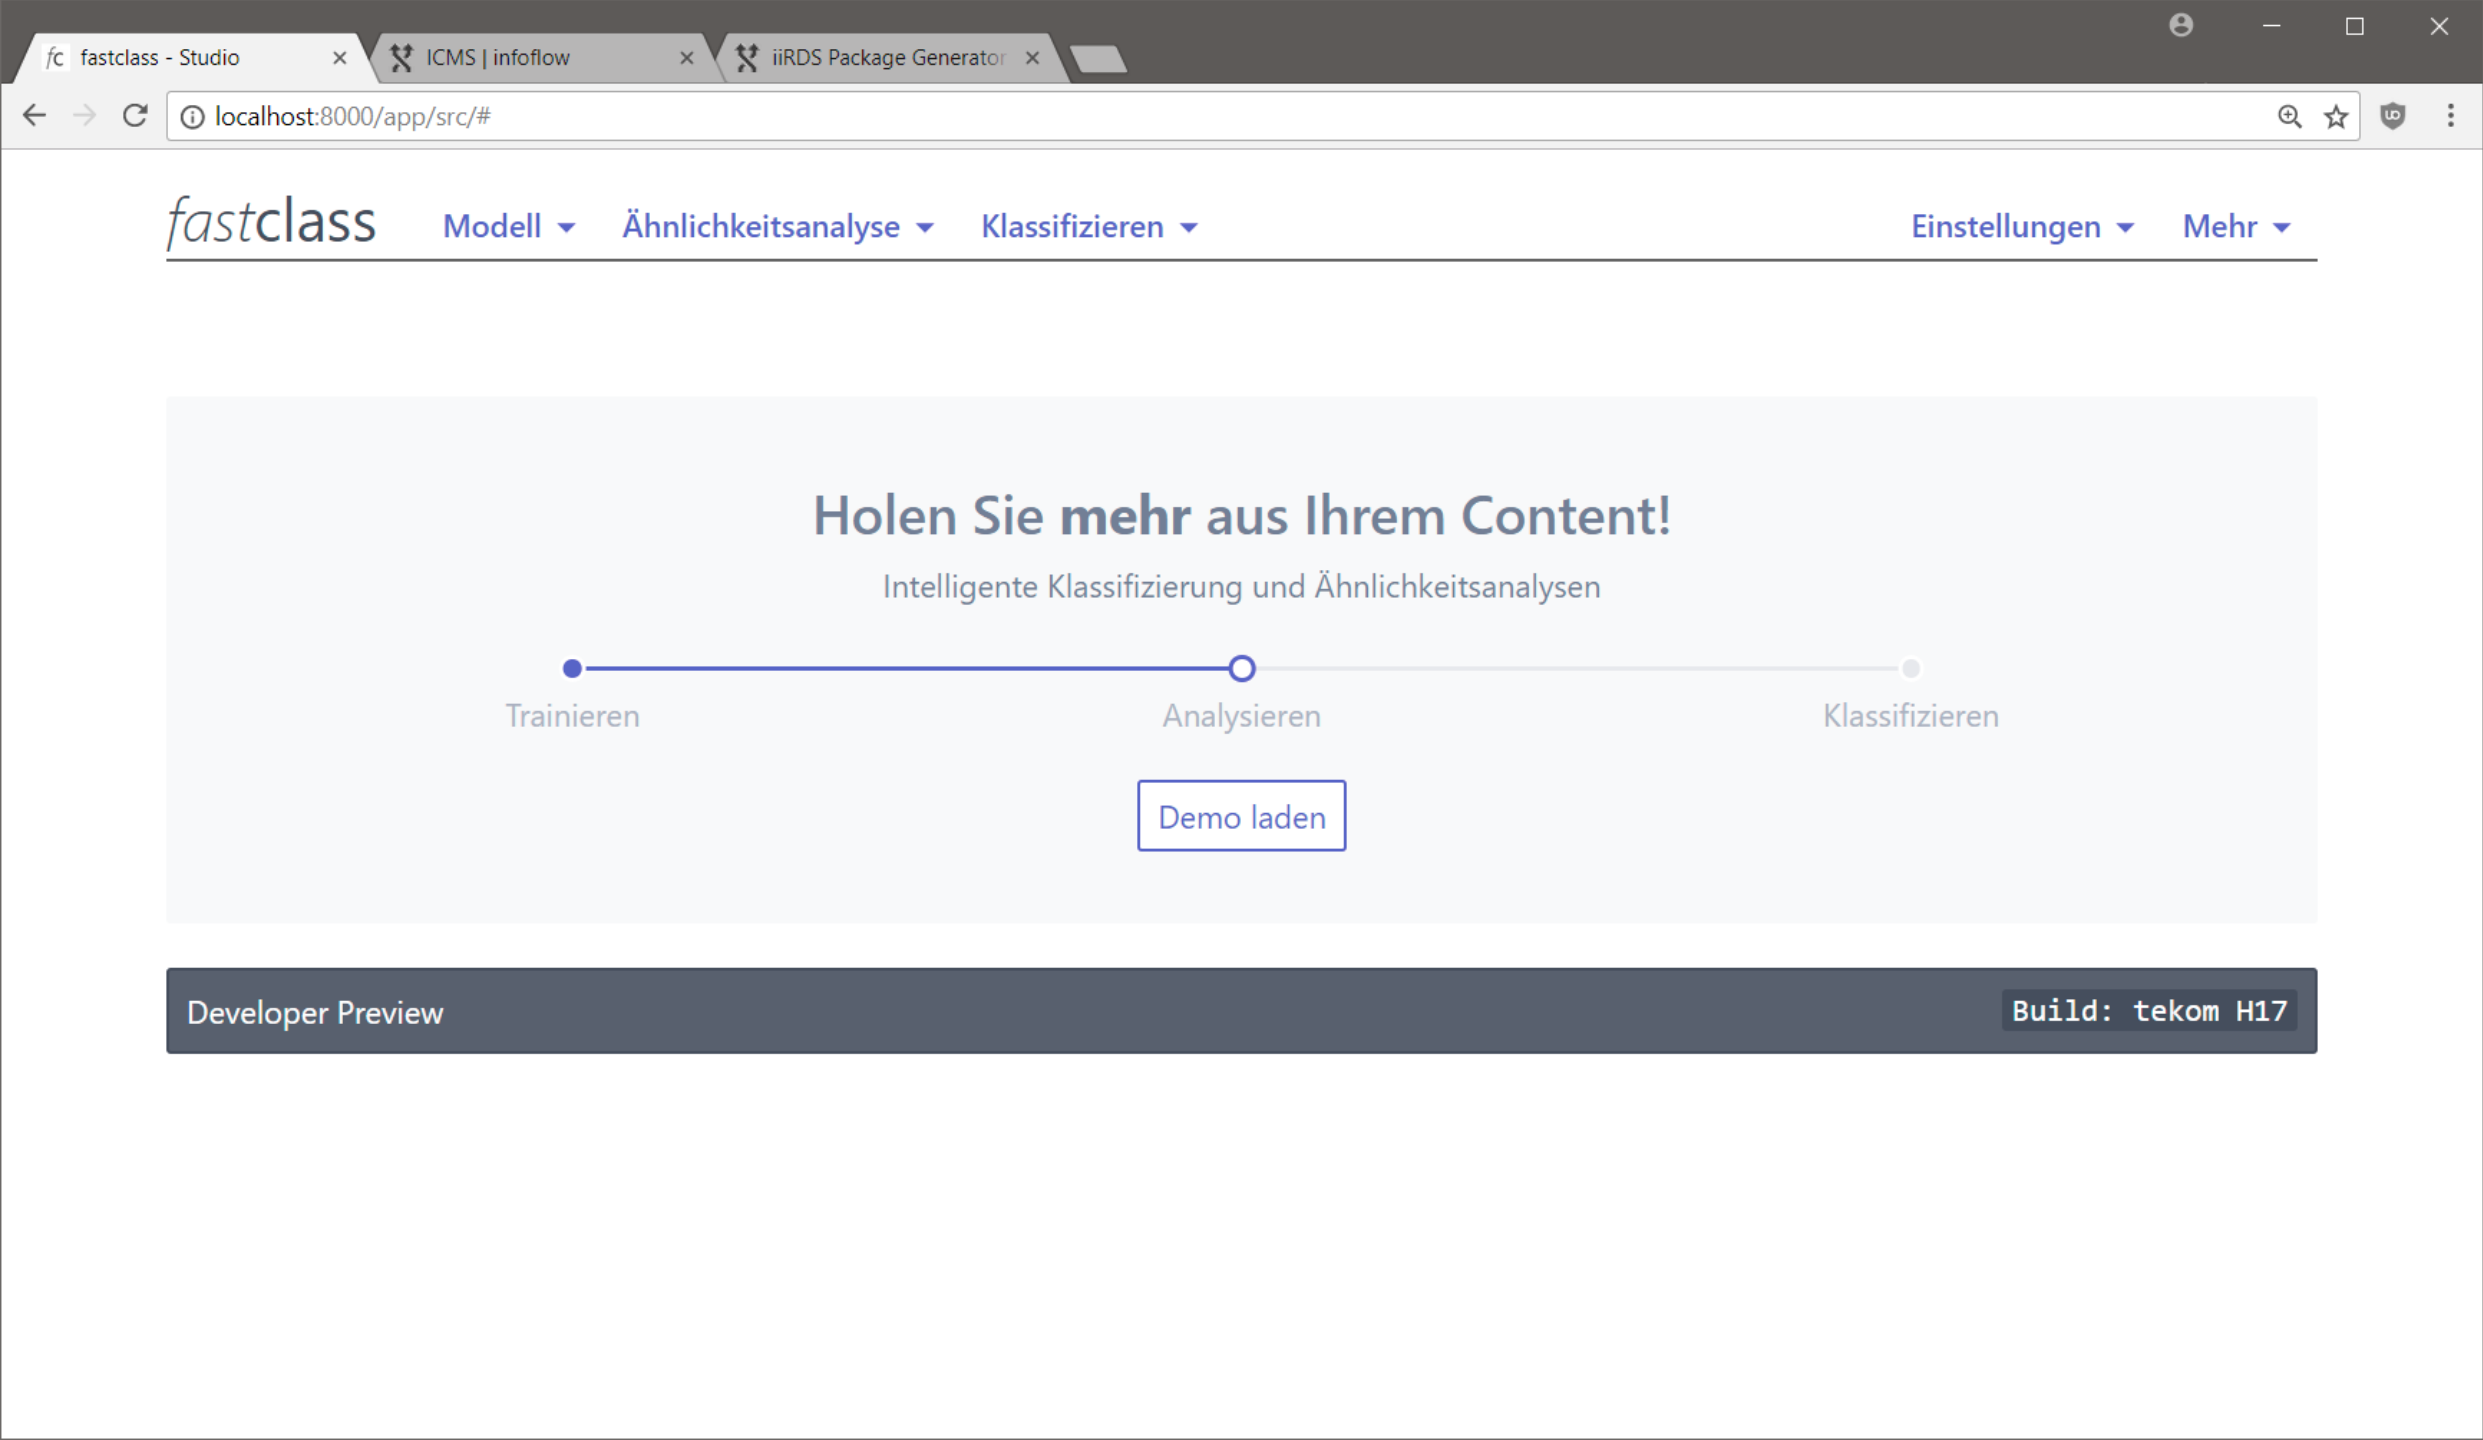 fc fastclass - Studio
ICMS | infoflow
iiRDS Package Generator
localhost:8000/app/src/#
fastclass
Modell
Ähnlichkeitsanalyse
Klassifizieren
Einstellungen
Mehr
Holen Sie mehr aus Ihrem Content!
Intelligente Klassifizierung und Ähnlichkeitsanalysen
Trainieren
Analysieren
Klassifizieren
Demo laden
Developer Preview
Build: tekom H17